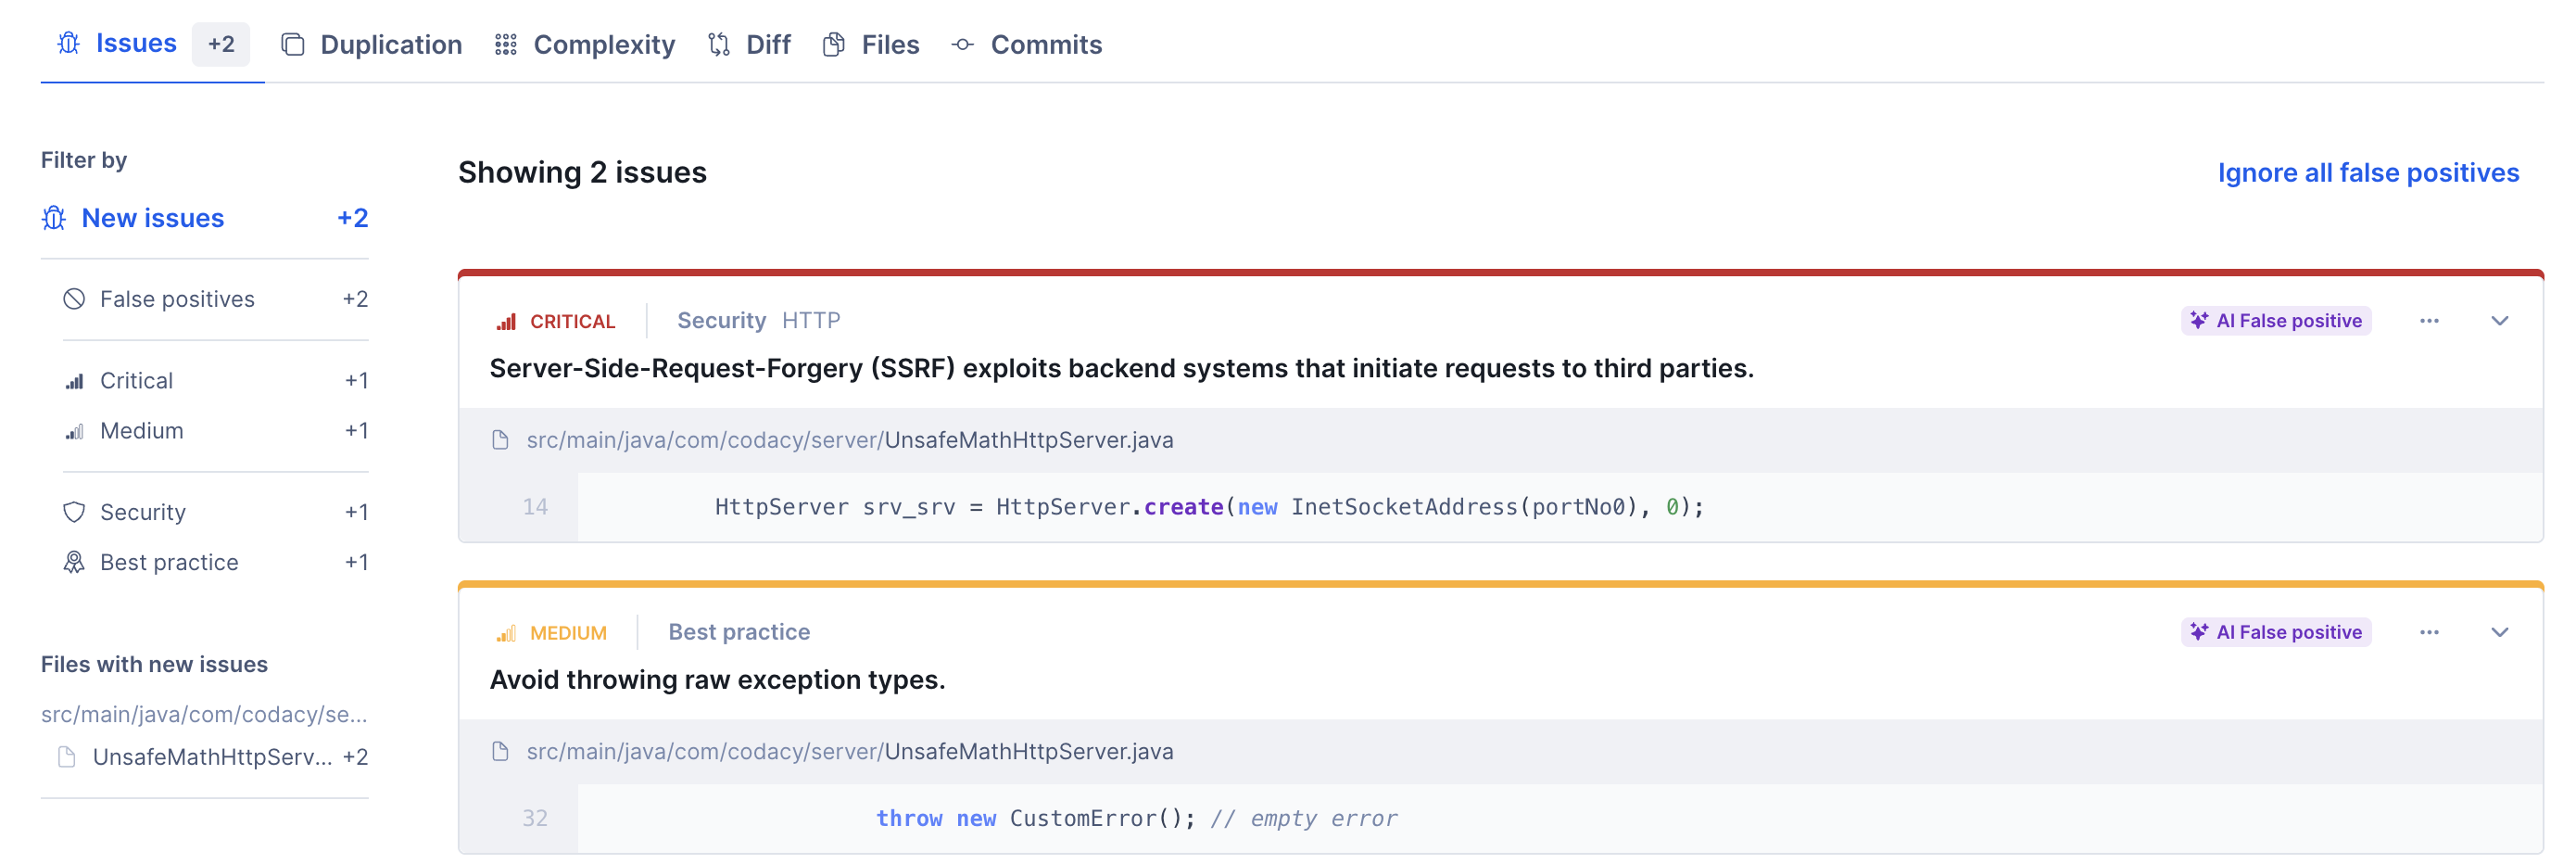 Issues +2 Duplication Complexity Diff Files Commits
Filter by
New issues +2
False positives +2
Critical +1
Medium +1
Security +1
Best practice +1
Files with new issues
src/main/java/com/codacy/se...
UnsafeMathHttpServ... +2
Showing 2 issues
Ignore all false positives
CRITICAL Security HTTP AI False positive ...
Server-Side-Request-Forgery (SSRF) exploits backend systems that initiate requests to third parties.
src/main/java/com/codacy/server/UnsafeMathHttpServer.java
14 HttpServer srv_srv = HttpServer.create(new InetSocketAddress(portNo0), 0);
MEDIUM Best practice AI False positive ...
Avoid throwing raw exception types.
src/main/java/com/codacy/server/UnsafeMathHttpServer.java
32 throw new CustomError(); // empty error